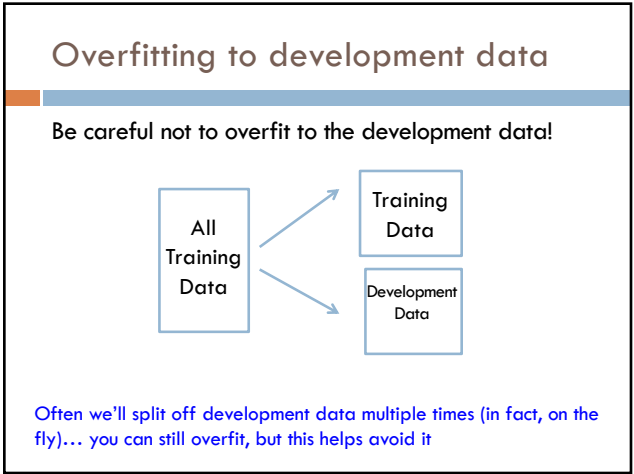 Overfitting to development data
Be careful not to overfit to the development data!
All
Training
Data
Training
Data
Development
Data
Often we'll split off development data multiple times (in fact, on the
fly)… you can still overfit, but this helps avoid it